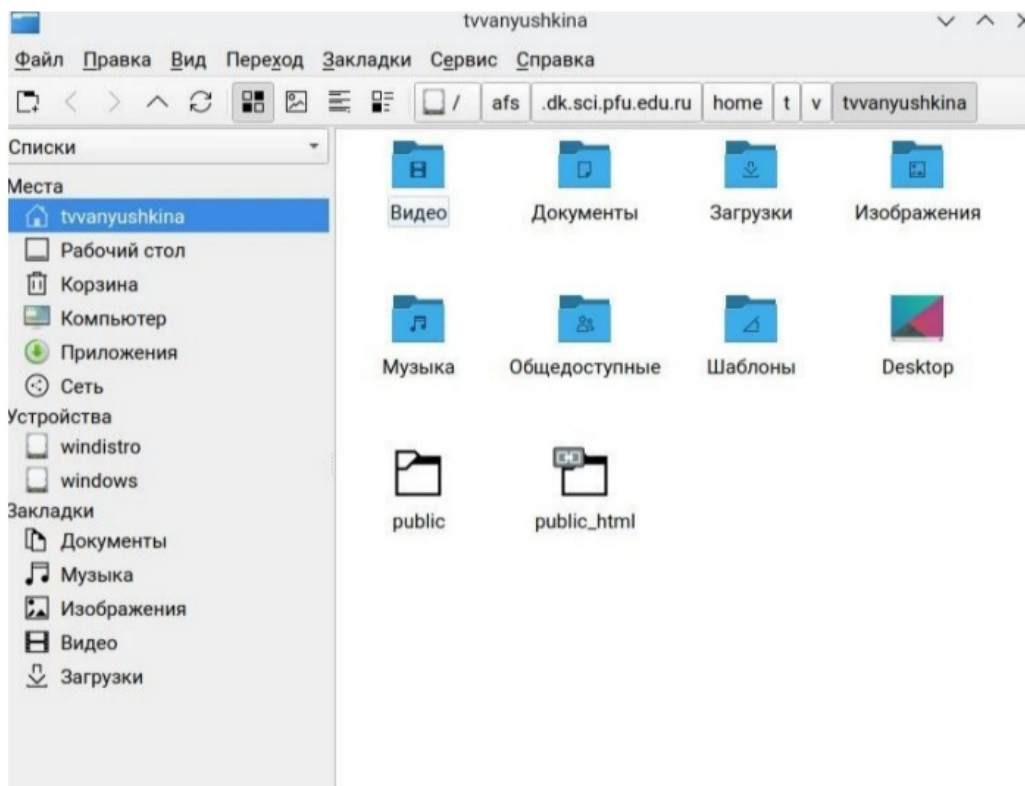 tvvanyushkina
Файл Правка Вид Переход Закладки Сервис Справка
/ afs .dk.sci.pfu.edu.ru home t v tvvanyushkina
Списки
Места
tvvanyushkina
Рабочий стол
Корзина
Компьютер
Приложения
Сеть
Устройства
windistro
windows
Закладки
Документы
Музыка
Изображения
Видео
Загрузки
Видео Документы Загрузки Изображения
Музыка Общедоступные Шаблоны Desktop
public public_html